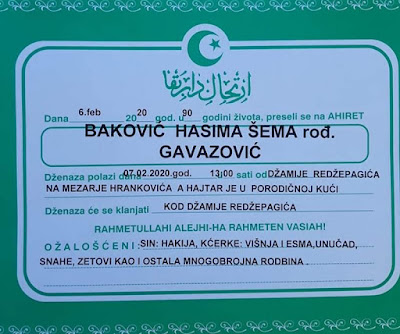 ارتحال دار بقا
Dana 6.feb 20 20 god. u 90 godini života, preseli se na AHIRET
BAKOVIĆ HASIMA ŠEMA rođ.
GAVAZOVIĆ
Dženaza polazi dana 07.02.2020.god. 13,00 sati od DŽAMIJE REDŽEPAGIĆA
NA MEZARJE HRANKOVIĆA A HAJTAR JE U PORODIČNOJ KUĆI
Dženaza će se klanjati KOD DŽAMIJE REDŽEPAGIĆA
RAHMETULLAHI ALEJHI-HA RAHMETEN VASIAH!
OŽALOŠĆENI: SIN: HAKIJA, KĆERKE: VIŠNJA I ESMA,UNUČAD,
SNAHE, ZETOVI KAO I OSTALA MNOGOBROJNA RODBINA .